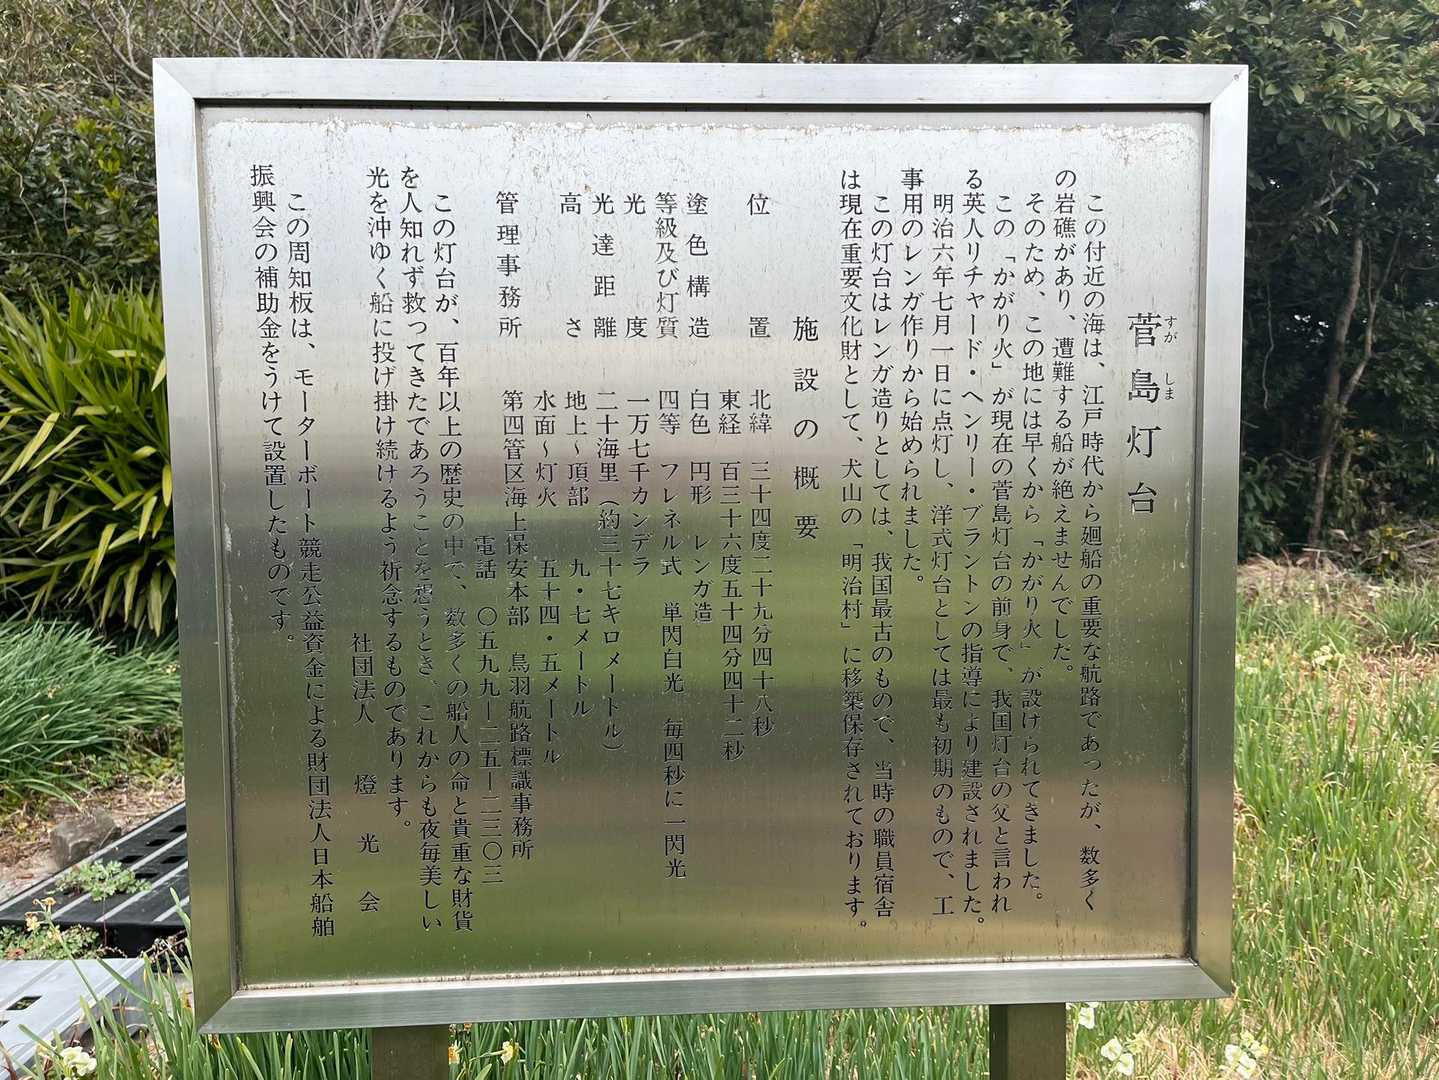 菅島灯台
すがしま
この付近の海は、江戸時代から廻船の重要な航路であったが、数多く
の岩礁があり、遭難する船が絶えませんでした。
そのため、この地には早くから「かがり火」が設けられてきました。
この「かがり火」が現在の菅島灯台の前身で、我国灯台の父と言われ
る英人リチャード・ヘンリー・ブラントンの指導により建設されました。
明治六年七月一日に点灯し、洋式灯台としては最も初期のもので、工
事用のレンガ作りから始められました。
この灯台はレンガ造りとしては、我国最古のもので、当時の職員宿舎
は現在重要文化財として、犬山の「明治村」に移築保存されております。
施設の概要
位置 北緯 三十四度二十九分四十八秒
東経 百三十六度五十四分四十二秒
塗色構造 白色 円形 レンガ造
等級及び灯質 四等 フレネル式 単閃白光 毎四秒に一閃光
光度 一万七千カンデラ
光達距離 二十海里(約三十七キロメートル)
高さ 地上〜頂部 九・七メートル
水面〜灯火 五十四・五メートル
管理事務所 第四管区海上保安本部 鳥羽航路標識事務所
電話 〇五九九―二五―二三〇三
この灯台が、百年以上の歴史の中で、数多くの船人の命と貴重な財貨
を人知れず救ってきたであろうことを想うとき、これからも夜毎美しい
光を沖ゆく船に投げ掛け続けるよう祈念するものであります。
社団法人 燈光会
この周知板は、モーターボート競走公益資金による財団法人日本船舶
振興会の補助金をうけて設置したものです。